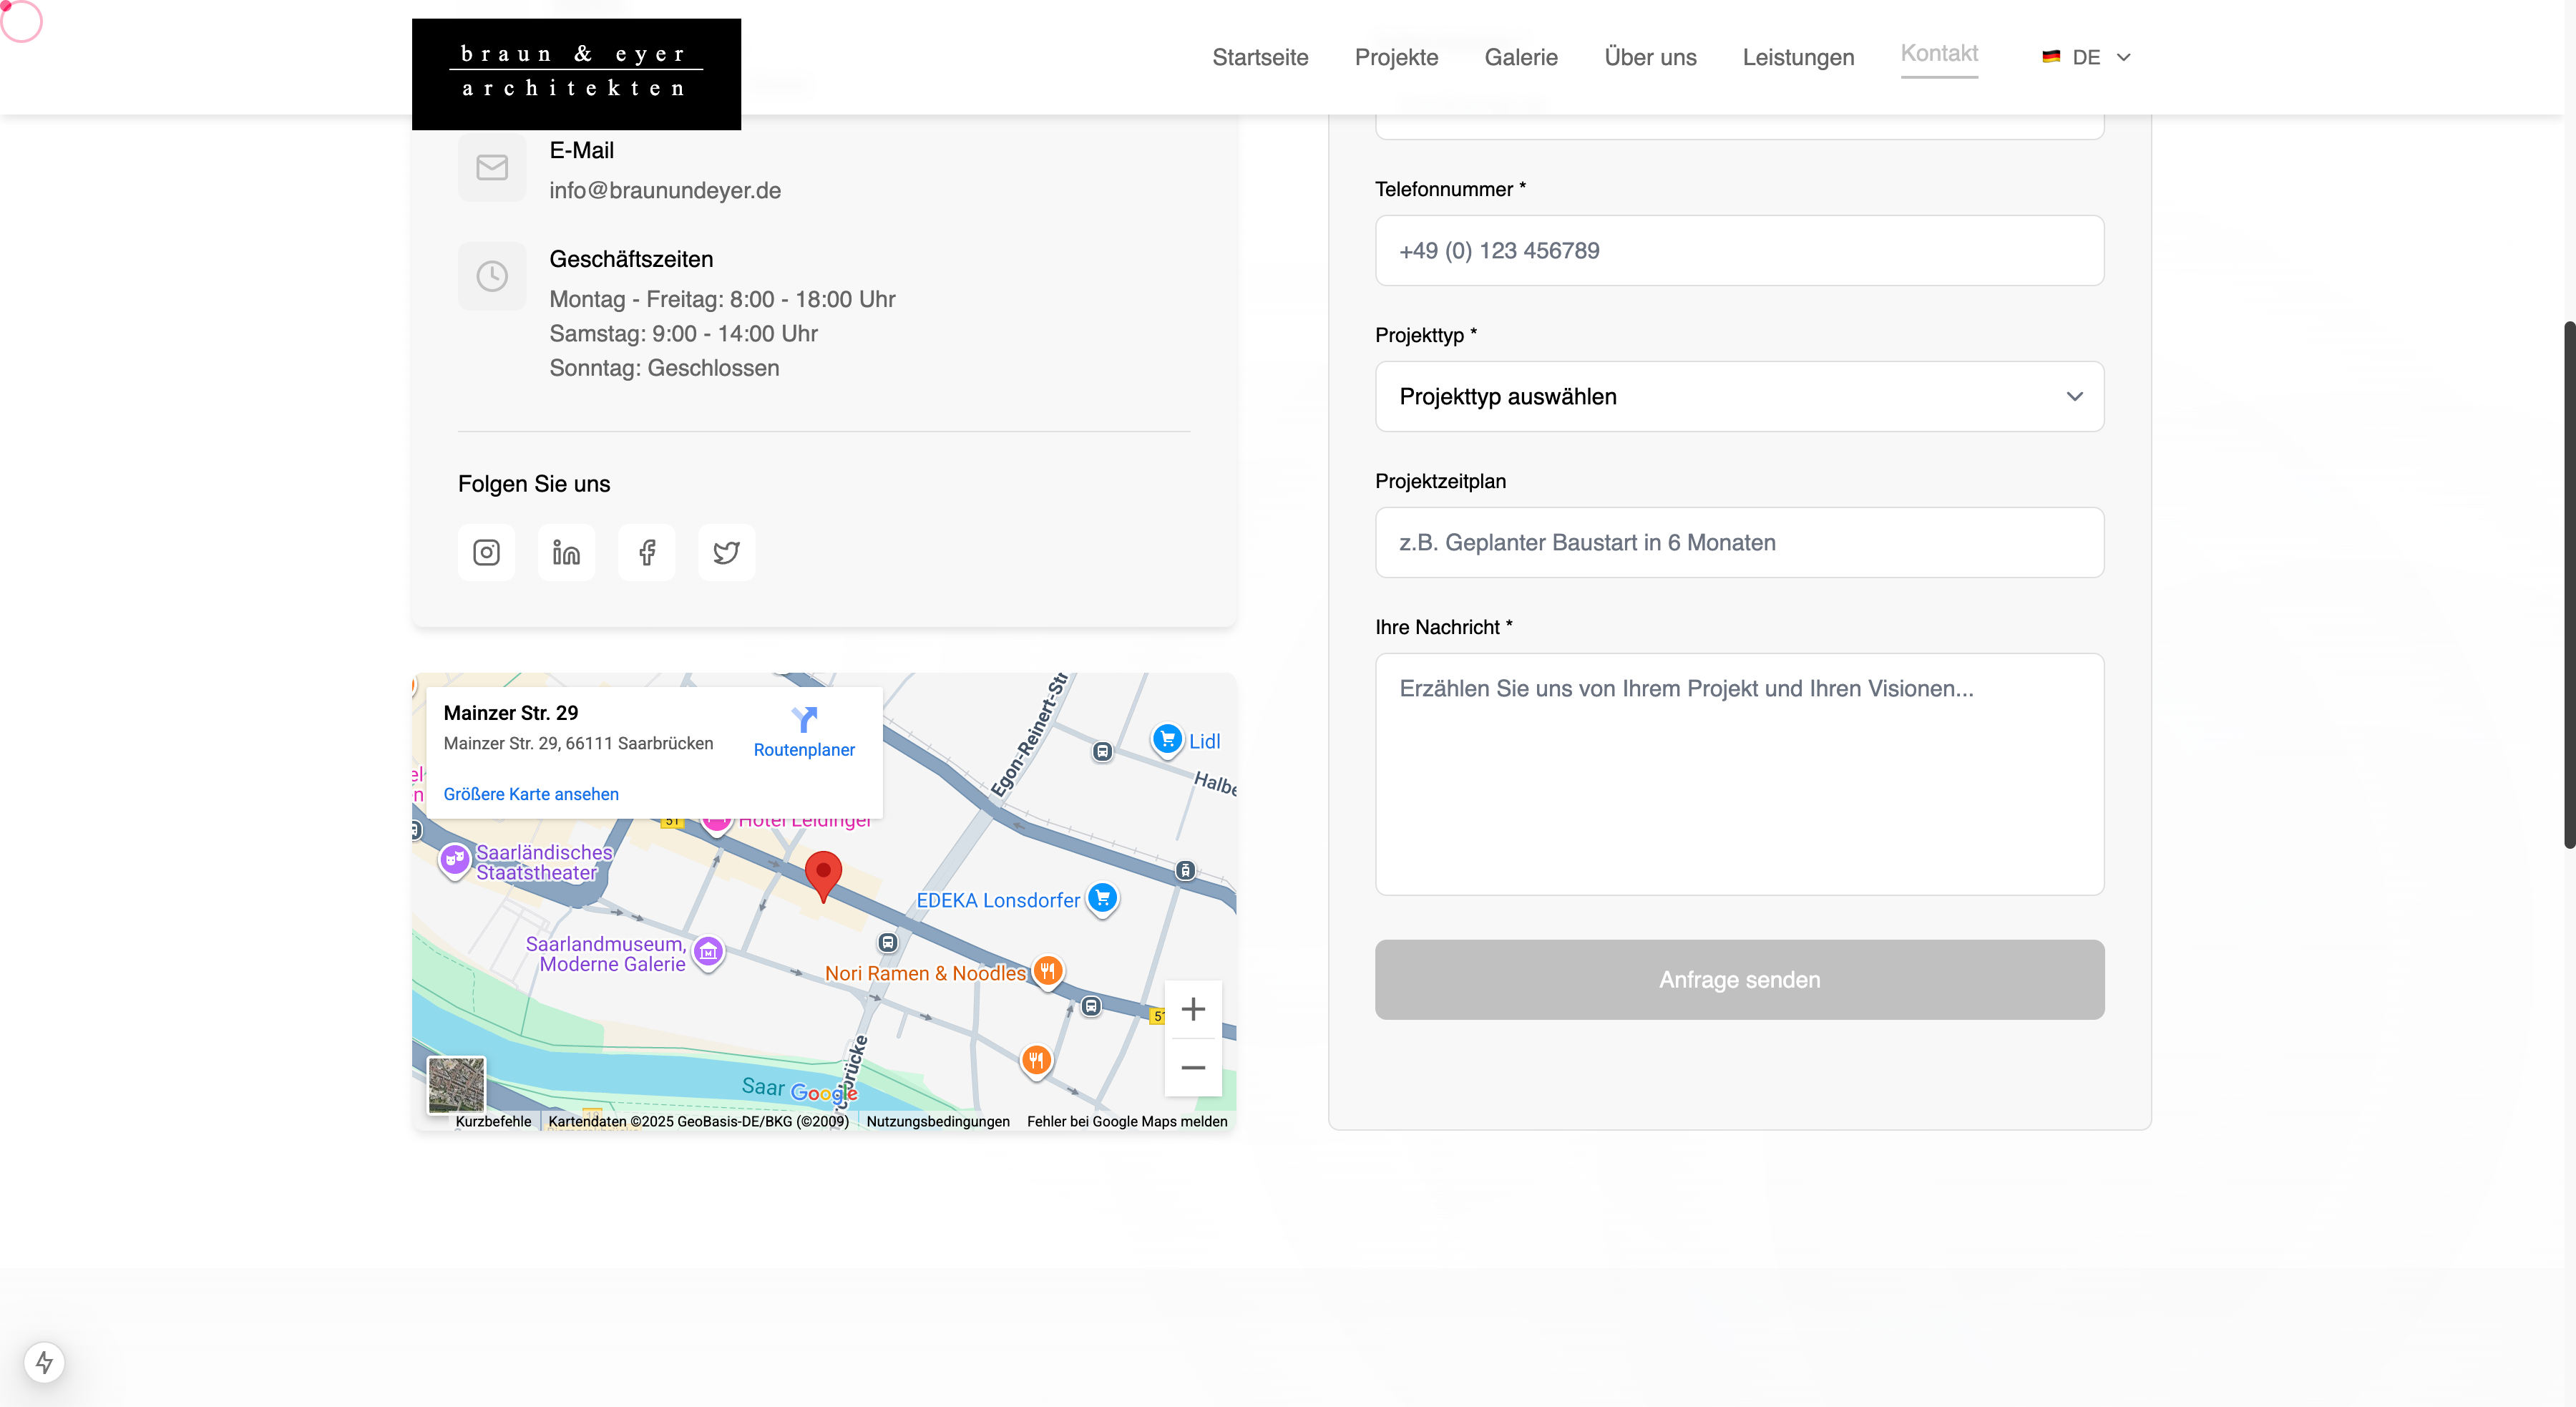 braun & eyer
architekten
Startseite
Projekte
Galerie
Über uns
Leistungen
Kontakt
DE
E-Mail
info@braunundeyer.de
Geschäftszeiten
Montag - Freitag: 8:00 - 18:00 Uhr
Samstag: 9:00 - 14:00 Uhr
Sonntag: Geschlossen
Folgen Sie uns
Mainzer Str. 29
Mainzer Str. 29, 66111 Saarbrücken
Routenplaner
Größere Karte ansehen
Egon-Reinert-Str
Lidl
Halbe
51
Hotel Leidinger
Saarländisches
Staatstheater
EDEKA Lonsdorfer
Saarlandmuseum,
Moderne Galerie
Nori Ramen & Noodles
51
Saar
Google
Kurzbefehle
Kartendaten ©2025 GeoBasis-DE/BKG (©2009)
Nutzungsbedingungen
Fehler bei Google Maps melden
Telefonnummer *
+49 (0) 123 456789
Projekttyp *
Projekttyp auswählen
Projektzeitplan
z.B. Geplanter Baustart in 6 Monaten
Ihre Nachricht *
Erzählen Sie uns von Ihrem Projekt und Ihren Visionen...
Anfrage senden